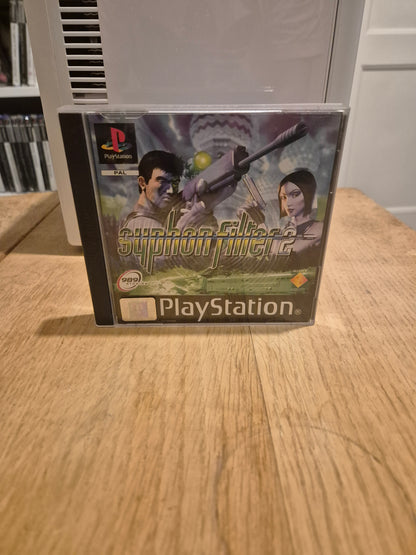 PlayStation
PAL
syphon filter 2
989
PlayStation®